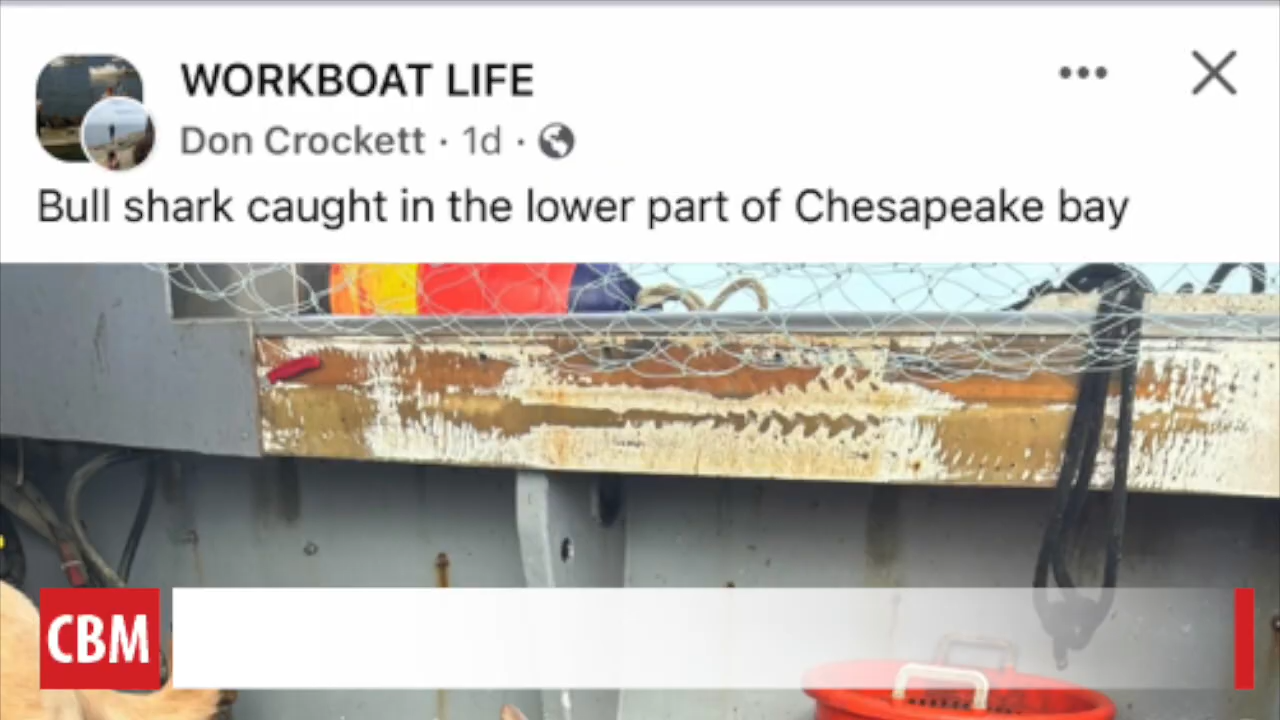 WORKBOAT LIFE
Don Crockett · 1d ·
Bull shark caught in the lower part of Chesapeake bay
CBM